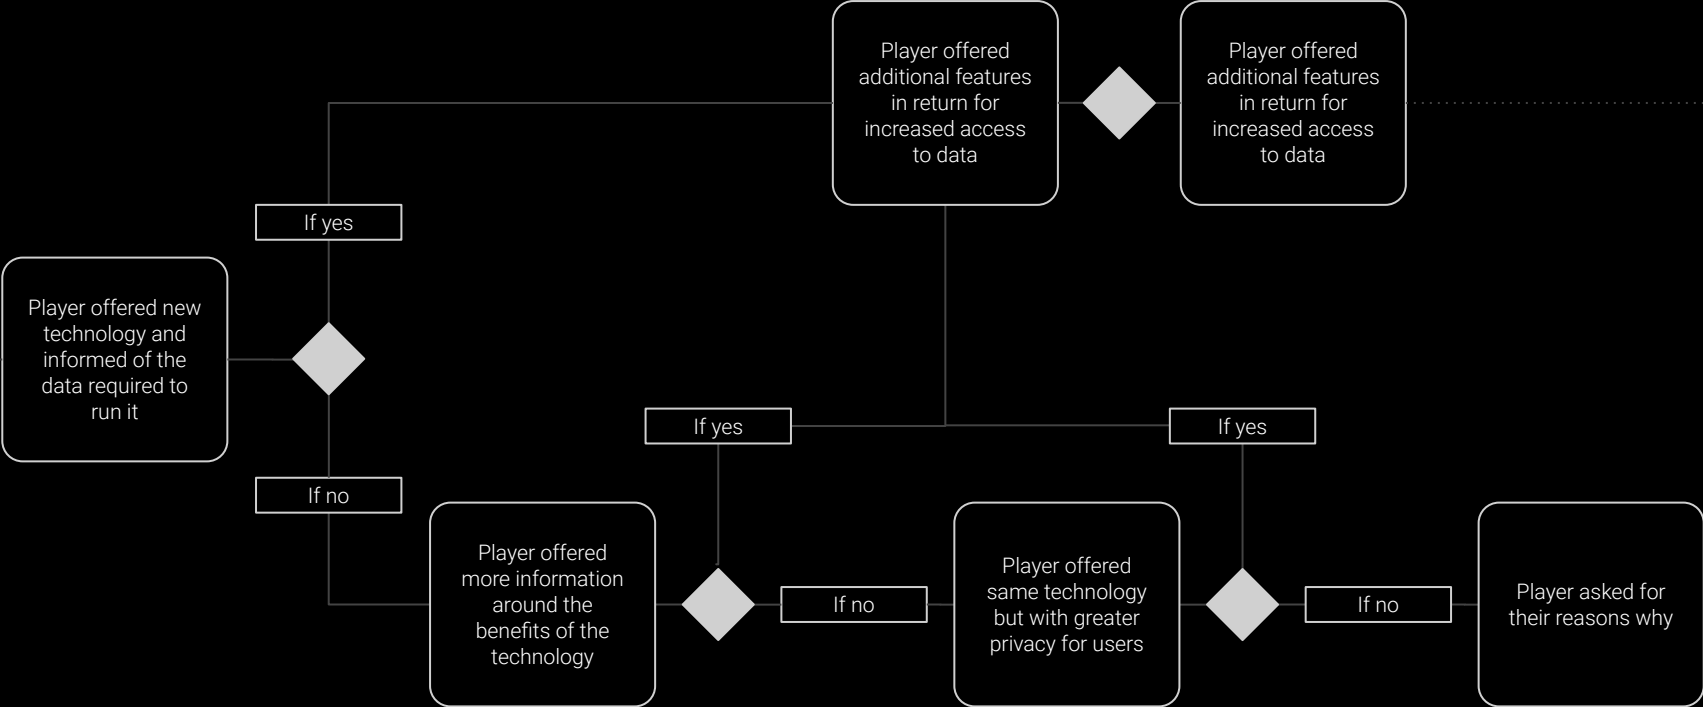 Player offered
additional features
in return for
increased access
to data
Player offered
additional features
in return for
increased access
to data
If yes
Player offered new
technology and
informed of the
data required to
run it
If no
If yes
If yes
Player offered
more information
around the
benefits of the
technology
If no
Player offered
same technology
but with greater
privacy for users
If no
Player asked for
their reasons why